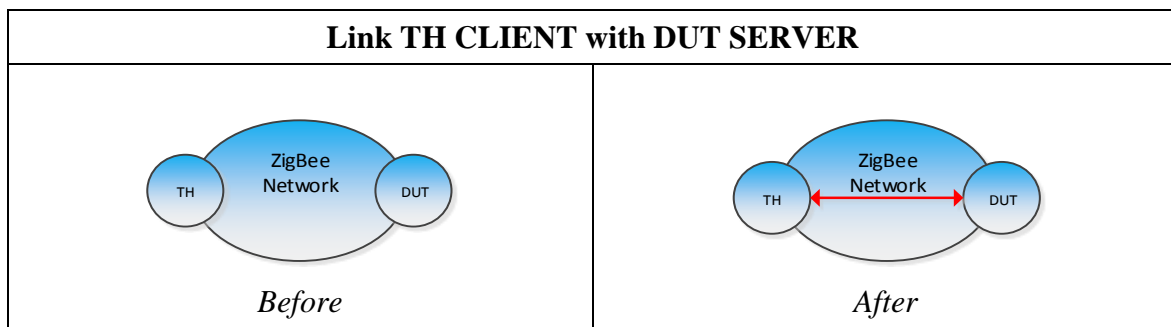 Link TH CLIENT with DUT SERVER
ZigBee
Network
TH
DUT
Before
ZigBee
Network
TH
DUT
After